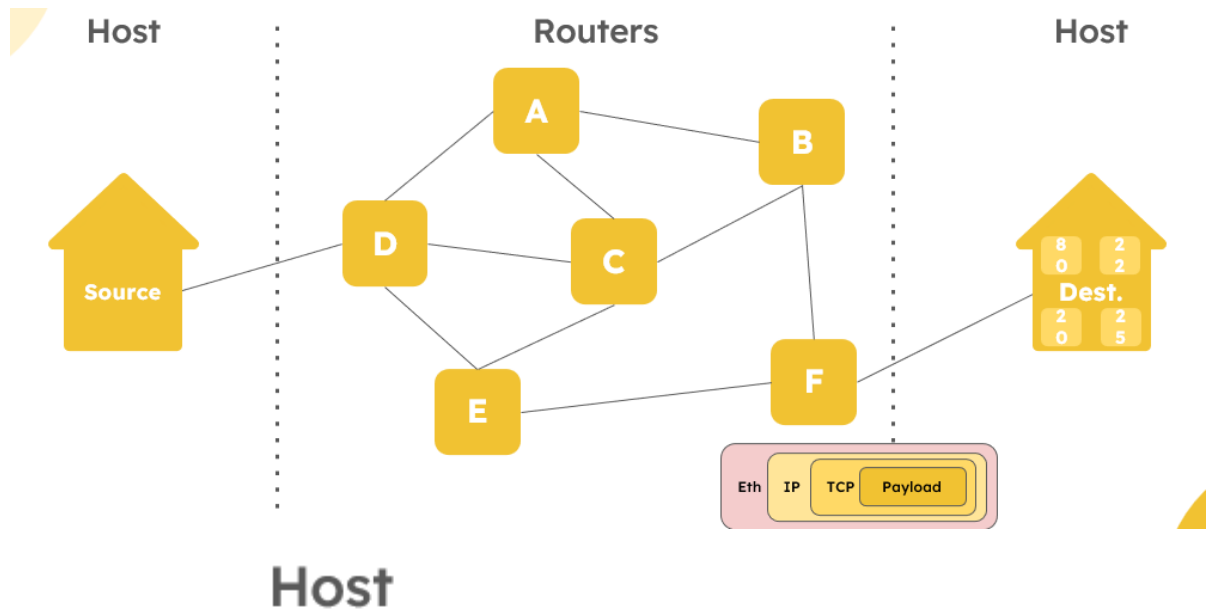 Host Routers Host
A
B
D
C
Source
8 2
0 2
Dest.
2 2
0 5
E
F
Eth IP TCP Payload
Host